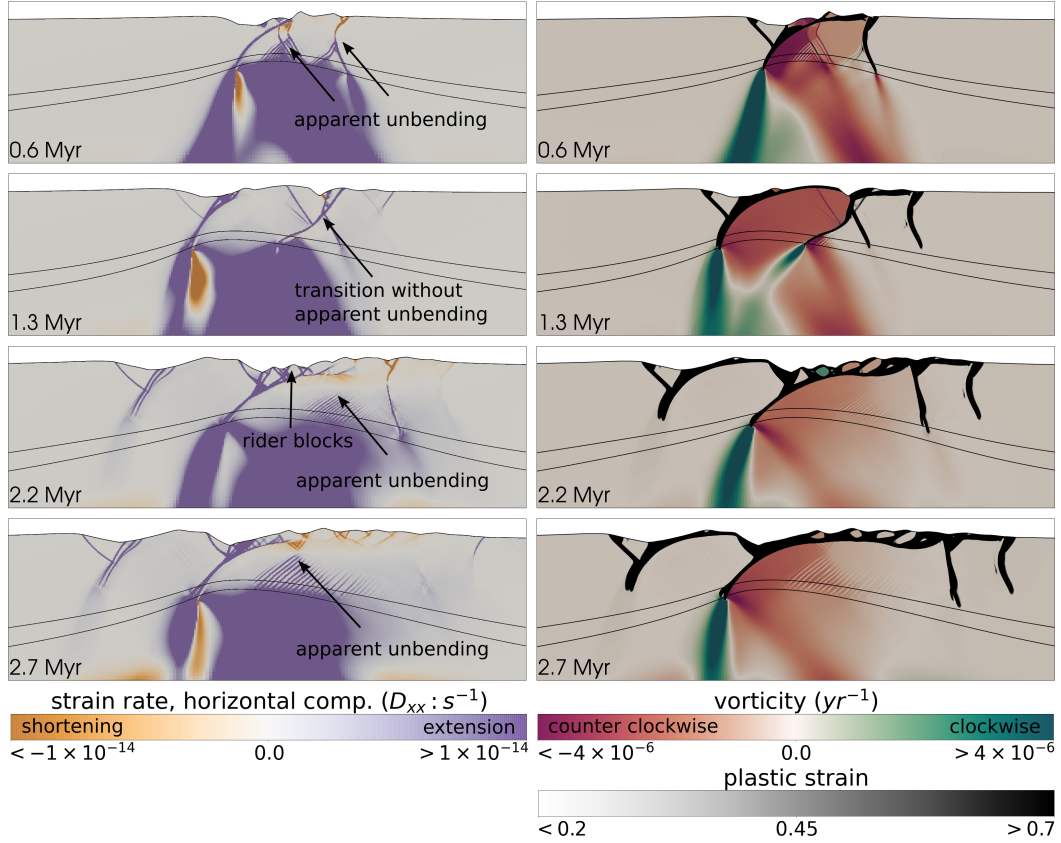 apparent unbending
0.6 Myr
0.6 Myr
transition without
apparent unbending
1.3 Myr
1.3 Myr
rider blocks
apparent unbending
2.2 Myr
2.2 Myr
apparent unbending
2.7 Myr
2.7 Myr
strain rate, horizontal comp. (Dxx : s⁻¹)
shortening extension
< −1 × 10⁻¹⁴ 0.0 > 1 × 10⁻¹⁴
vorticity (yr⁻¹)
counter clockwise clockwise
< −4 × 10⁻⁶ 0.0 > 4 × 10⁻⁶
plastic strain
< 0.2 0.45 > 0.7